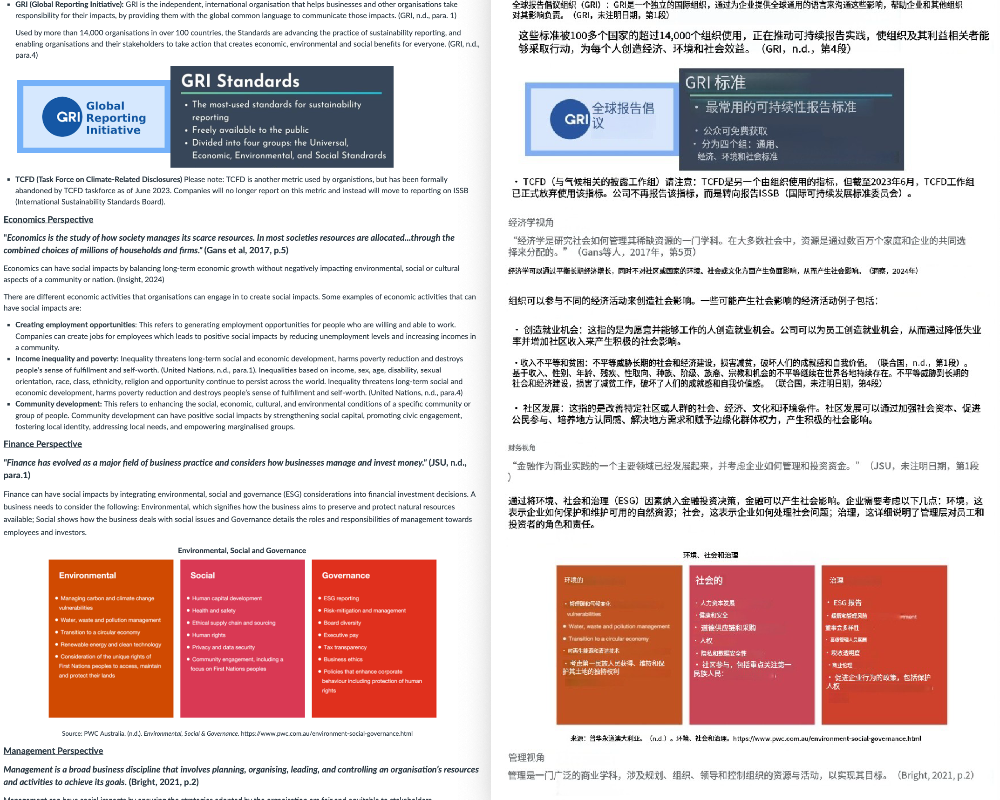 GRI (Global Reporting Initiative): GRI is the independent, international organisation that helps businesses and other organisations take
responsibility for their impacts, by providing them with the global common language to communicate those impacts. (GRI, n.d., para. 1)
Used by more than 14,000 organisations in over 100 countries, the Standards are advancing the practice of sustainability reporting, and
enabling organisations and their stakeholders to take action that creates economic, environmental and social benefits for everyone. (GRI, n.d.,
para.4)
GRI Global
Reporting
Initiative
GRI Standards
• The most-used standards for sustainability
reporting
• Freely available to the public
• Divided into four groups: the Universal,
Economic, Environmental, and Social Strandrards
TCFD (Task Force on Climate-Related Disclosures) Please note: TCFD is another metric used by organistions, but has been formally
abandoned by TCFD taskforce as of June 2023. Companies will no longer report on this metric and instead will move to reporting on ISSB
(International Sustainability Standards Board).
Economics Perspective
"Economics is the study of how society manages its scarce resources. In most societies resources are allocated...through the
combined choices of millions of households and firms." (Gans et al, 2017, p.5)
Economics can have social impacts by balancing long-term economic growth without negatively impacting environmental, social or cultural
aspects of a community or nation. (Insight, 2024)
There are different economic activities that organisations can engage in to create social impacts. Some examples of economic activities that can
have social impacts are:
Creating employment opportunities: This refers to generating employment opportunities for people who are willing and able to work.
Companies can create jobs for employees which leads to positive social impacts by reducing unemployment levels and increasing incomes in
a community.
Income inequality and poverty: Inequality threatens long-term social and economic development, harms poverty reduction and destroys
people's sense of fulfillment and self-worth. (United Nations, n.d., para.1). Inequalities based on income, sex, age, disability, sexual
orientation, race, class, ethnicity, religion and opportunity continue to persist across the world. Inequality threatens long-term social and
economic development, harms poverty reduction and destroys people's sense of fulfillment and self-worth. (United Nations, n.d., para.4)
Community development: This refers to enhancing the social, economic, cultural, and environmental conditions of a specific community or
group of people. Community development can have positive social impacts by strengthening social capital, promoting civic engagement,
fostering local identity, addressing local needs, and empowering marginalised groups.
Finance Perspective
"Finance has evolved as a major field of business practice and considers how businesses manage and invest money." (JSU, n.d.,
para.1)
Finance can have social impacts by integrating environmental, social and governance (ESG) considerations into financial investment decisions. A
business needs to consider the following: Environmental, which signifies how the business aims to preserve and protect natural resources
available; Social shows how the business deals with social issues and Governance details the roles and responsibilities of management towards
employees and investors.
Environmental, Social and Governance
Environmental
• Managing carbon and climate change
vulnerabilities
• Water, waste and pollution management
• Transition to a circular economy
• Renewable energy and clean technology
• Consideration of the unique rights of
First Nations peoples to access, maintain
and protect their lands
Social
• Human capital development
• Health and safety
• Ethical supply chain and sourcing
• Human rights
• Privacy and data security
• Community engagement, including a
focus on First Nations peoples
Governance
• ESG reporting
• Risk-mitigation and management
• Board diversity
• Executive pay
• Tax transparency
• Business ethics
• Policies that enhance corporate
behaviour including protection of human
rights
Source: PWC Australia. (n.d.). Environmental, Social & Governance. https://www.pwc.com.au/environment-social-governance.html
Management Perspective
Management is a broad business discipline that involves planning, organising, leading, and controlling an organisation's resources
and activities to achieve its goals. (Bright, 2021, p.2)
Management can have social impacts by ensuring the strategies adopted by the organisation are fair and equitable to stakeholders
全球报告倡议组织（GRI）：GRI是一个独立的国际组织，通过为企业提供全球通用的语言来沟通这些影响，帮助企业和其他组织
对其影响负责。（GRI，未注明日期，第1段）
这些标准被100多个国家的超过14,000个组织使用，正在推动可持续报告实践，使组织及其利益相关者能
够采取行动，为每个人创造经济、环境和社会效益。（GRI，n.d.，第4段）
GRI 全球报告倡
议
GRI 标准
• 最常用的可持续性报告标准
• 公众可免费获取
• 分为四个组：通用、
经济、环境和社会标准
• TCFD（与气候相关的披露工作组）请注意：TCFD是另一个由组织使用的指标，但截至2023年6月，TCFD工作组
已正式放弃使用该指标。公司不再报告该指标，而是转向报告ISSB（国际可持续发展标准委员会）。
经济学视角
“经济学是研究社会如何管理其稀缺资源的一门学科。在大多数社会中，资源是通过数百万个家庭和企业的共同选
择来分配的。”（Gans等人，2017年，第5页）
经济学可以通过平衡长期经济增长，同时不对社区或国家的环境、社会或文化方面产生负面影响，从而产生社会影响。（洞察，2024年）
组织可以参与不同的经济活动来创造社会影响。一些可能产生社会影响的经济活动例子包括：
• 创造就业机会：这指的是为愿意并能够工作的人创造就业机会。公司可以为员工创造就业机会，从而通过降低失业
率并增加社区收入来产生积极的社会影响。
•收入不平等和贫困：不平等威胁长期的社会和经济建设，损害减贫，破坏人们的成就感和自我价值。（联合国，n.d.，第1段）。
基于收入、性别、年龄、残疾、性取向、种族、阶级、族裔、宗教和机会的不平等继续在世界各地持续存在。不平等威胁到长期的
社会和经济建设，损害了减贫工作，破坏了人们的成就感和自我价值感。（联合国，未注明日期，第4段）
• 社区发展：这指的是改善特定社区或人群的社会、经济、文化和环境条件。社区发展可以通过加强社会资本、促进
公民参与、培养地方认同感、解决地方需求和赋予边缘化群体权力，产生积极的社会影响。
财务视角
“金融作为商业实践的一个主要领域已经发展起来，并考虑企业如何管理和投资资金。”（JSU，未注明日期，第1段
）
通过将环境、社会和治理（ESG）因素纳入金融投资决策，金融可以产生社会影响。企业需要考虑以下几点：环境，这
表示企业如何保护和维护可用的自然资源；社会，这表示企业如何处理社会问题；治理，这详细说明了管理层对员工和
投资者的角色和责任。
环境、社会和治理
环境的
• 管理碳和气候变化
vulnerabilities
• Water, waste and pollution management
• Transition to a circular economy
• 可再生能源和清洁技术
• 考虑第一民族人民获得、维持和保
护其土地的独特权利
社会的
• 人力资本发展
• 健康和安全
• 道德供应链和采购
• 人权
• 隐私和数据安全性
• 社区参与，包括重点关注第一
民族人民：
治理
• ESG 报告
• 缓解和管理风险
董事会多样性
• 高级管理人员薪酬
• 税收透明度
• 商业伦理
• 促进企业行为的政策，包括保护
人权
来源：普华永道澳大利亚。（n.d.）。环境、社会和治理。https://www.pwc.com.au/environment-social-governance.html
管理视角
管理是一门广泛的商业学科，涉及规划、组织、领导和控制组织的资源与活动，以实现其目标。（Bright, 2021, p.2）